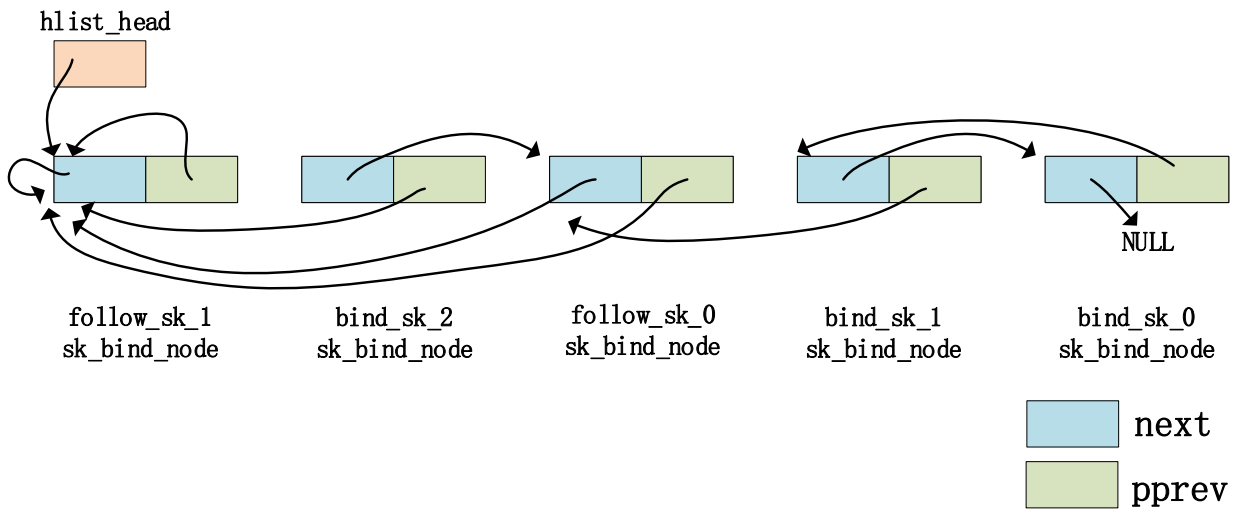 hlist_head
NULL
follow_sk_1
sk_bind_node
bind_sk_2
sk_bind_node
follow_sk_0
sk_bind_node
bind_sk_1
sk_bind_node
bind_sk_0
sk_bind_node
next
pprev